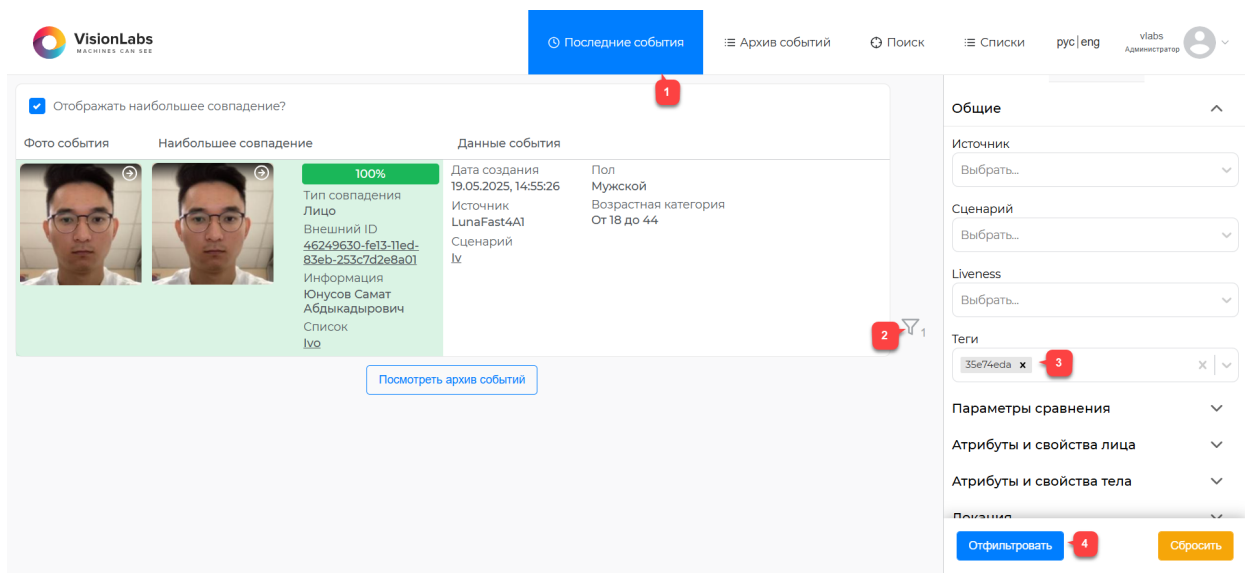 VisionLabs
MACHINES CAN SEE
Последние события
Архив событий
Поиск
Списки
рус|eng
vlabs
Администратор
1
Отображать наибольшее совпадение?
Фото события
Наибольшее совпадение
Данные события
100%
Тип совпадения
Лицо
Внешний ID
46249630-fe13-11ed-
83eb-253c7d2e8a01
Информация
Юнусов Самат
Абдыкадырович
Список
Ivo
Дата создания
19.05.2025, 14:55:26
Источник
LunaFast4A1
Сценарий
Iv
Пол
Мужской
Возрастная категория
От 18 до 44
2
1
Посмотреть архив событий
Общие
Источник
Выбрать...
Сценарий
Выбрать...
Liveness
Выбрать...
Теги
35e74eda x
3
Параметры сравнения
Атрибуты и свойства лица
Атрибуты и свойства тела
Локация
Отфильтровать
4
Сбросить